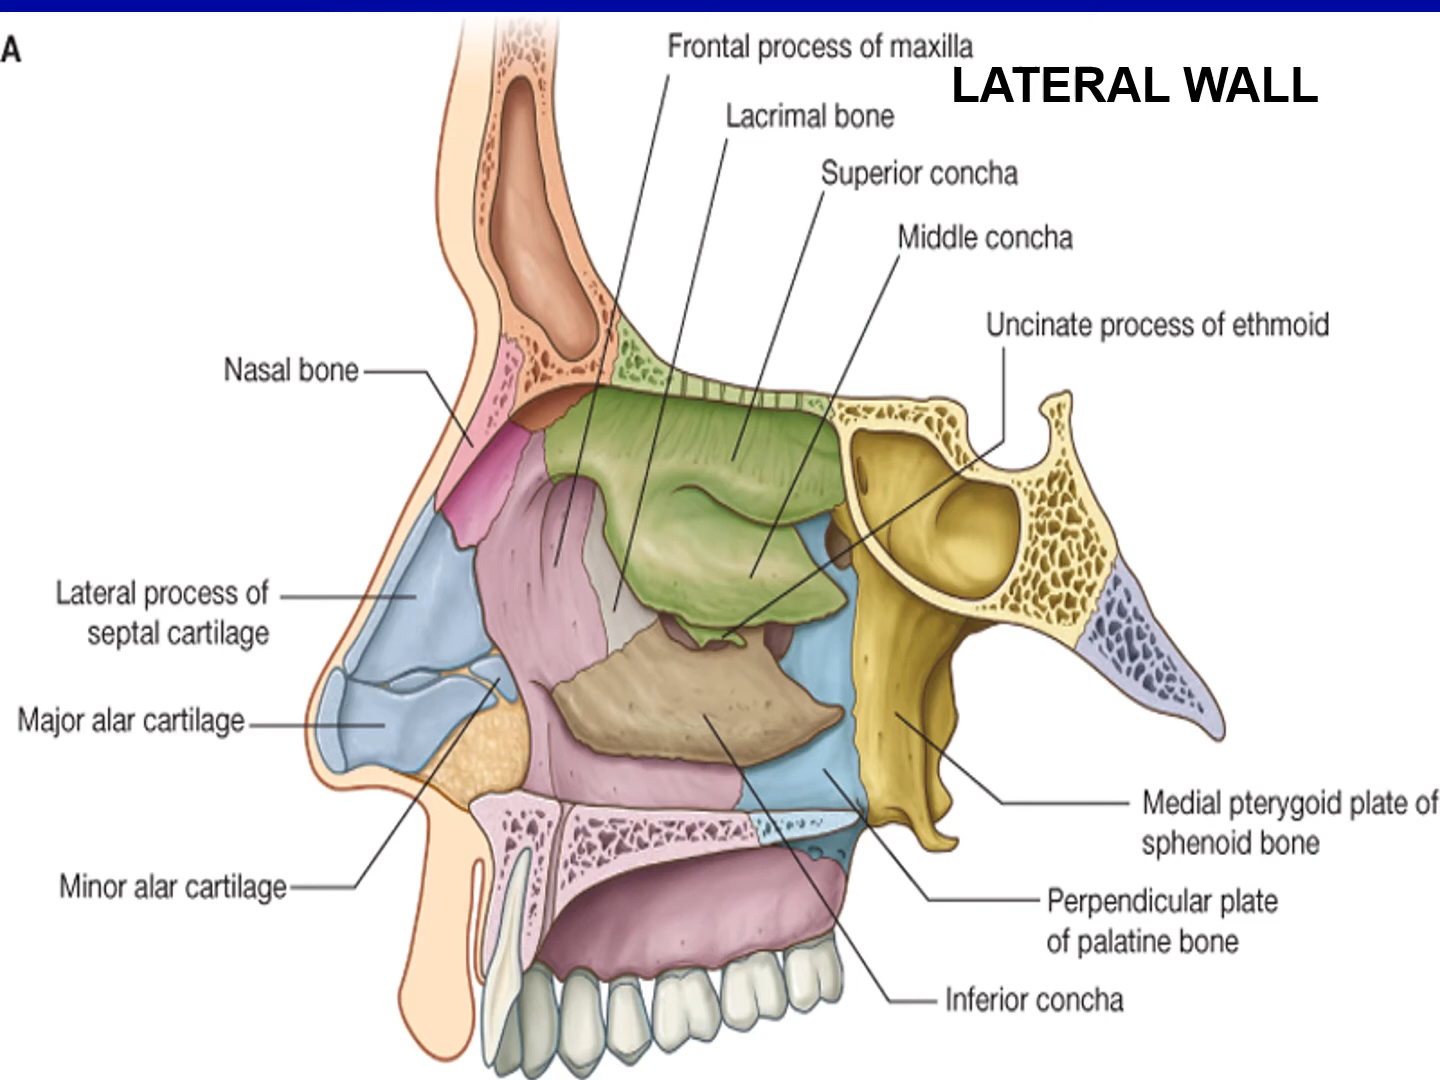 A
Frontal process of maxilla
LATERAL WALL
Lacrimal bone
Superior concha
Middle concha
Uncinate process of ethmoid
Nasal bone
Lateral process of
septal cartilage
Major alar cartilage
Medial pterygoid plate of
sphenoid bone
Minor alar cartilage
Perpendicular plate
of palatine bone
Inferior concha